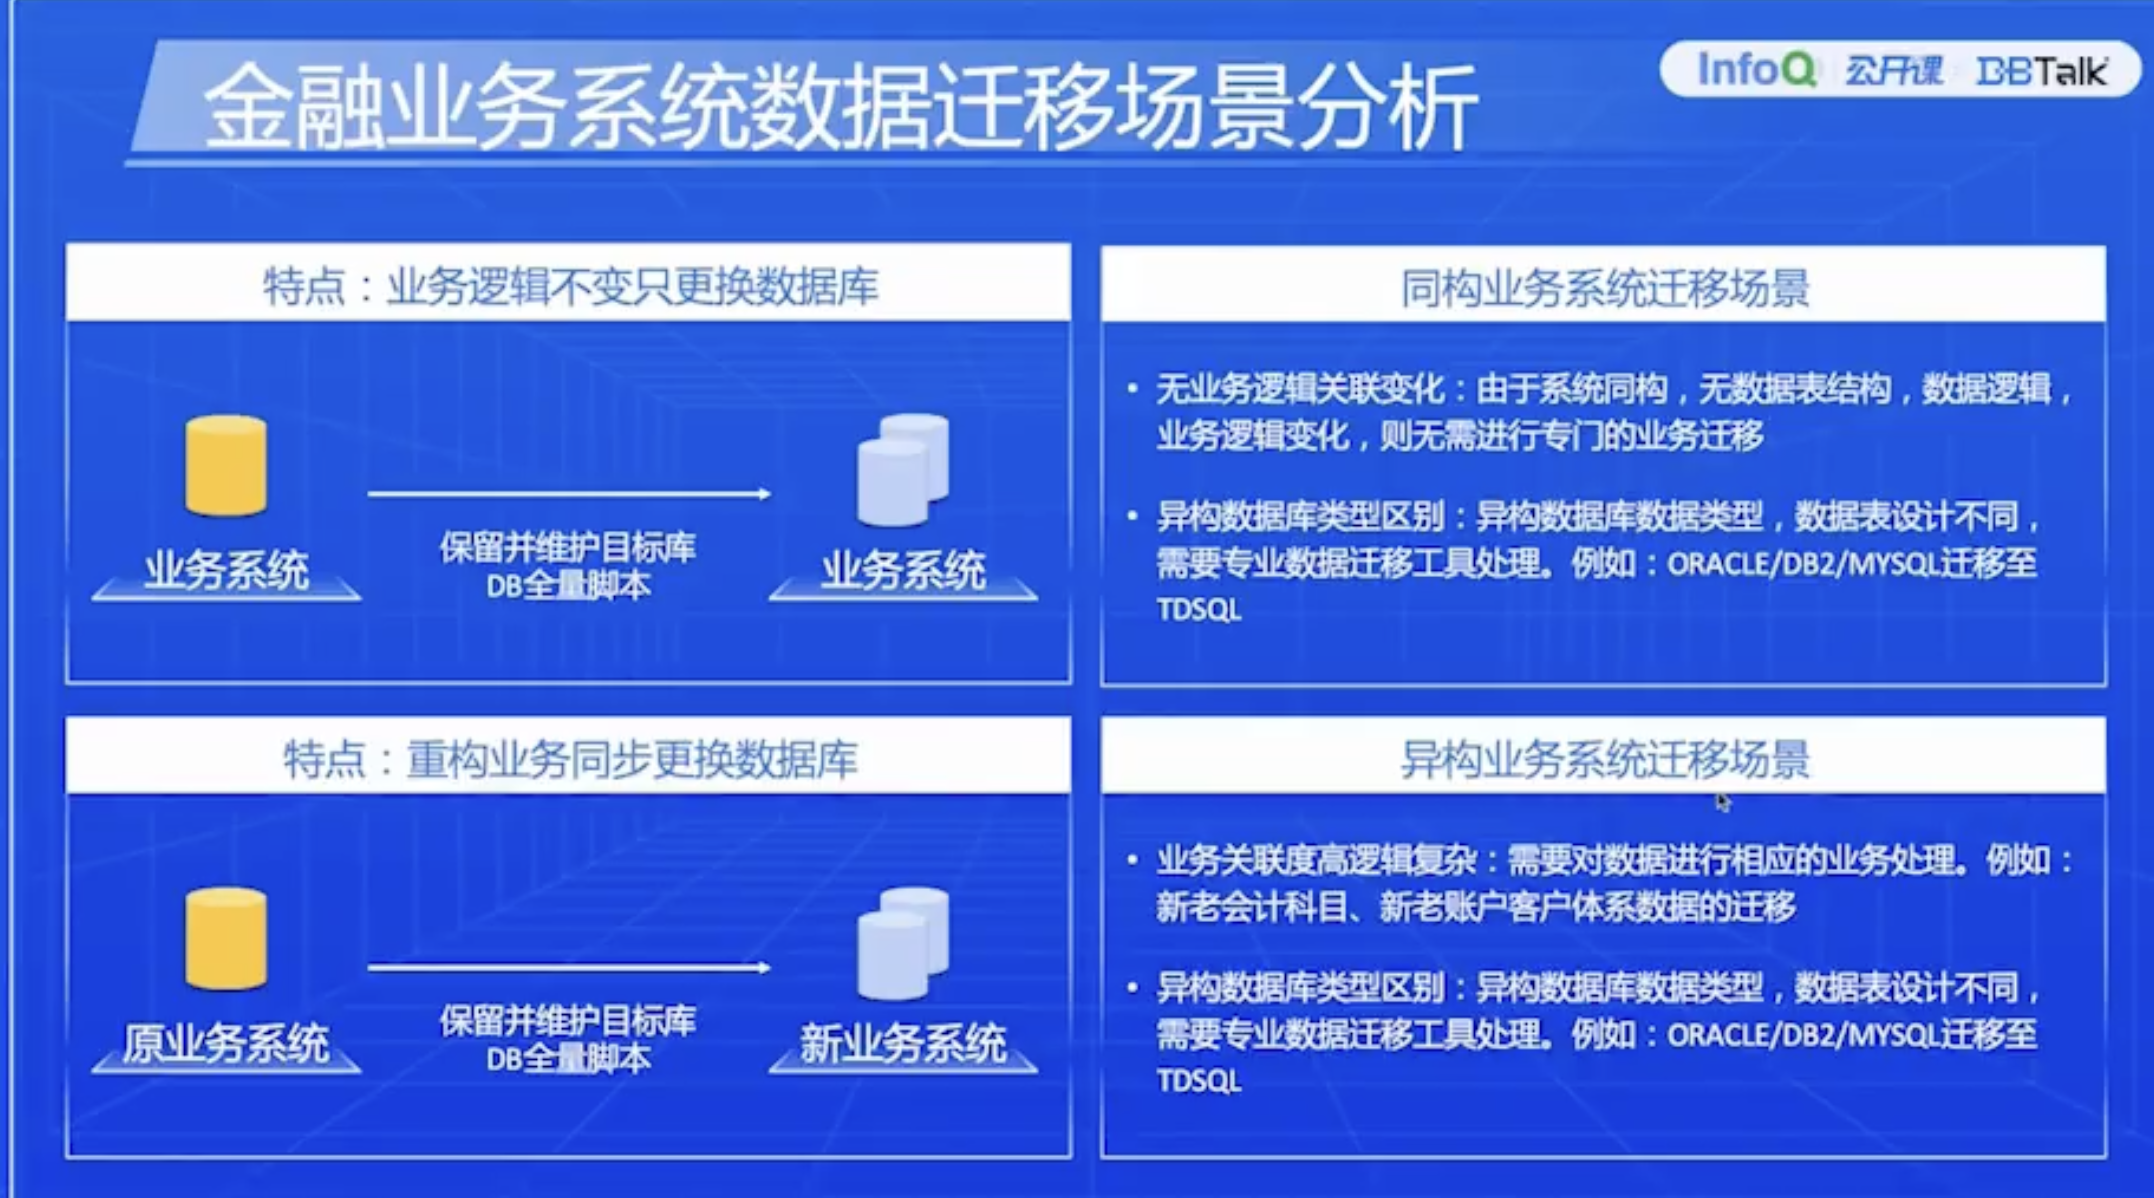 金融业务系统数据迁移场景分析
InfoQ 公开课 DBTalk
特点：业务逻辑不变只更换数据库
业务系统
保留并维护目标库
DB全量脚本
业务系统
同构业务系统迁移场景
• 无业务逻辑关联变化：由于系统同构，无数据表结构，数据逻辑，
业务逻辑变化，则无需进行专门的业务迁移
• 异构数据库类型区别：异构数据库数据类型，数据表设计不同，
需要专业数据迁移工具处理。例如：ORACLE/DB2/MYSQL迁移至
TDSQL
特点：重构业务同步更换数据库
原业务系统
保留并维护目标库
DB全量脚本
新业务系统
异构业务系统迁移场景
• 业务关联度高逻辑复杂：需要对数据进行相应的业务处理。例如：
新老会计科目、新老账户客户体系数据的迁移
• 异构数据库类型区别：异构数据库数据类型，数据表设计不同，
需要专业数据迁移工具处理。例如：ORACLE/DB2/MYSQL迁移至
TDSQL